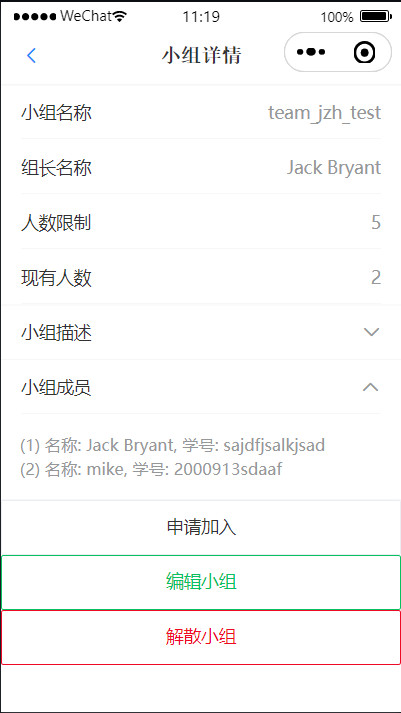 WeChat 11:19 100%
小组详情
小组名称 team_jzh_test
组长名称 Jack Bryant
人数限制 5
现有人数 2
小组描述
小组成员
(1) 名称: Jack Bryant, 学号: sajdfjsalkjsad
(2) 名称: mike, 学号: 2000913sdaaf
申请加入
编辑小组
解散小组